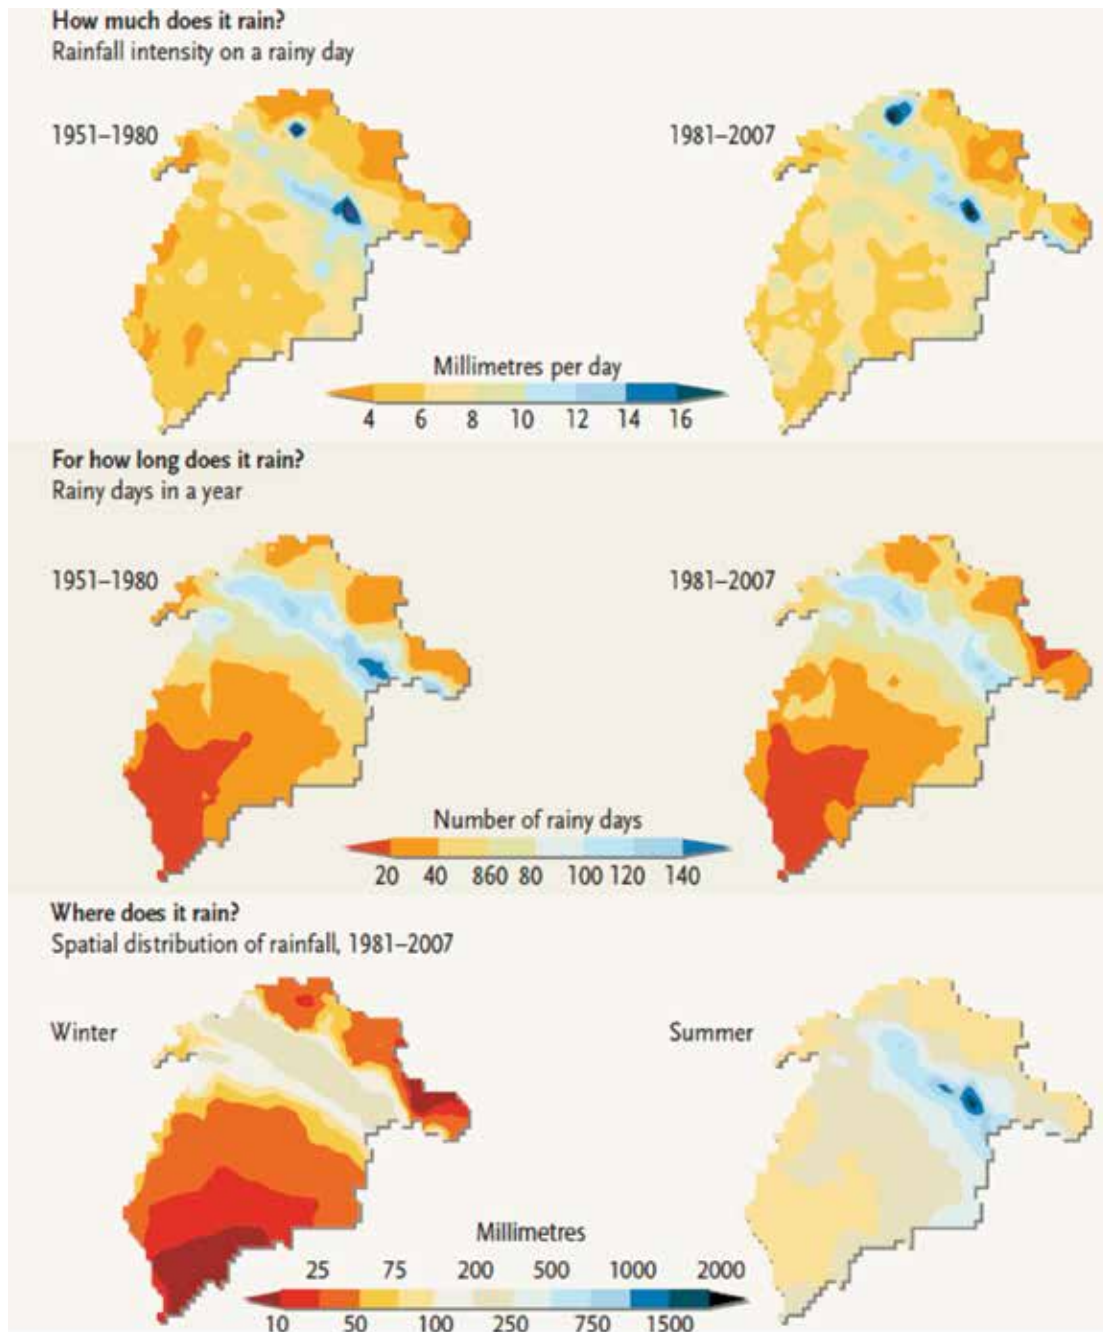 How much does it rain?
Rainfall intensity on a rainy day
1951–1980
1981–2007
Millimetres per day
4 6 8 10 12 14 16
For how long does it rain?
Rainy days in a year
1951–1980
1981–2007
Number of rainy days
20 40 860 80 100 120 140
Where does it rain?
Spatial distribution of rainfall, 1981–2007
Winter
Summer
Millimetres
25 75 200 500 1000 2000
10 50 100 250 750 1500